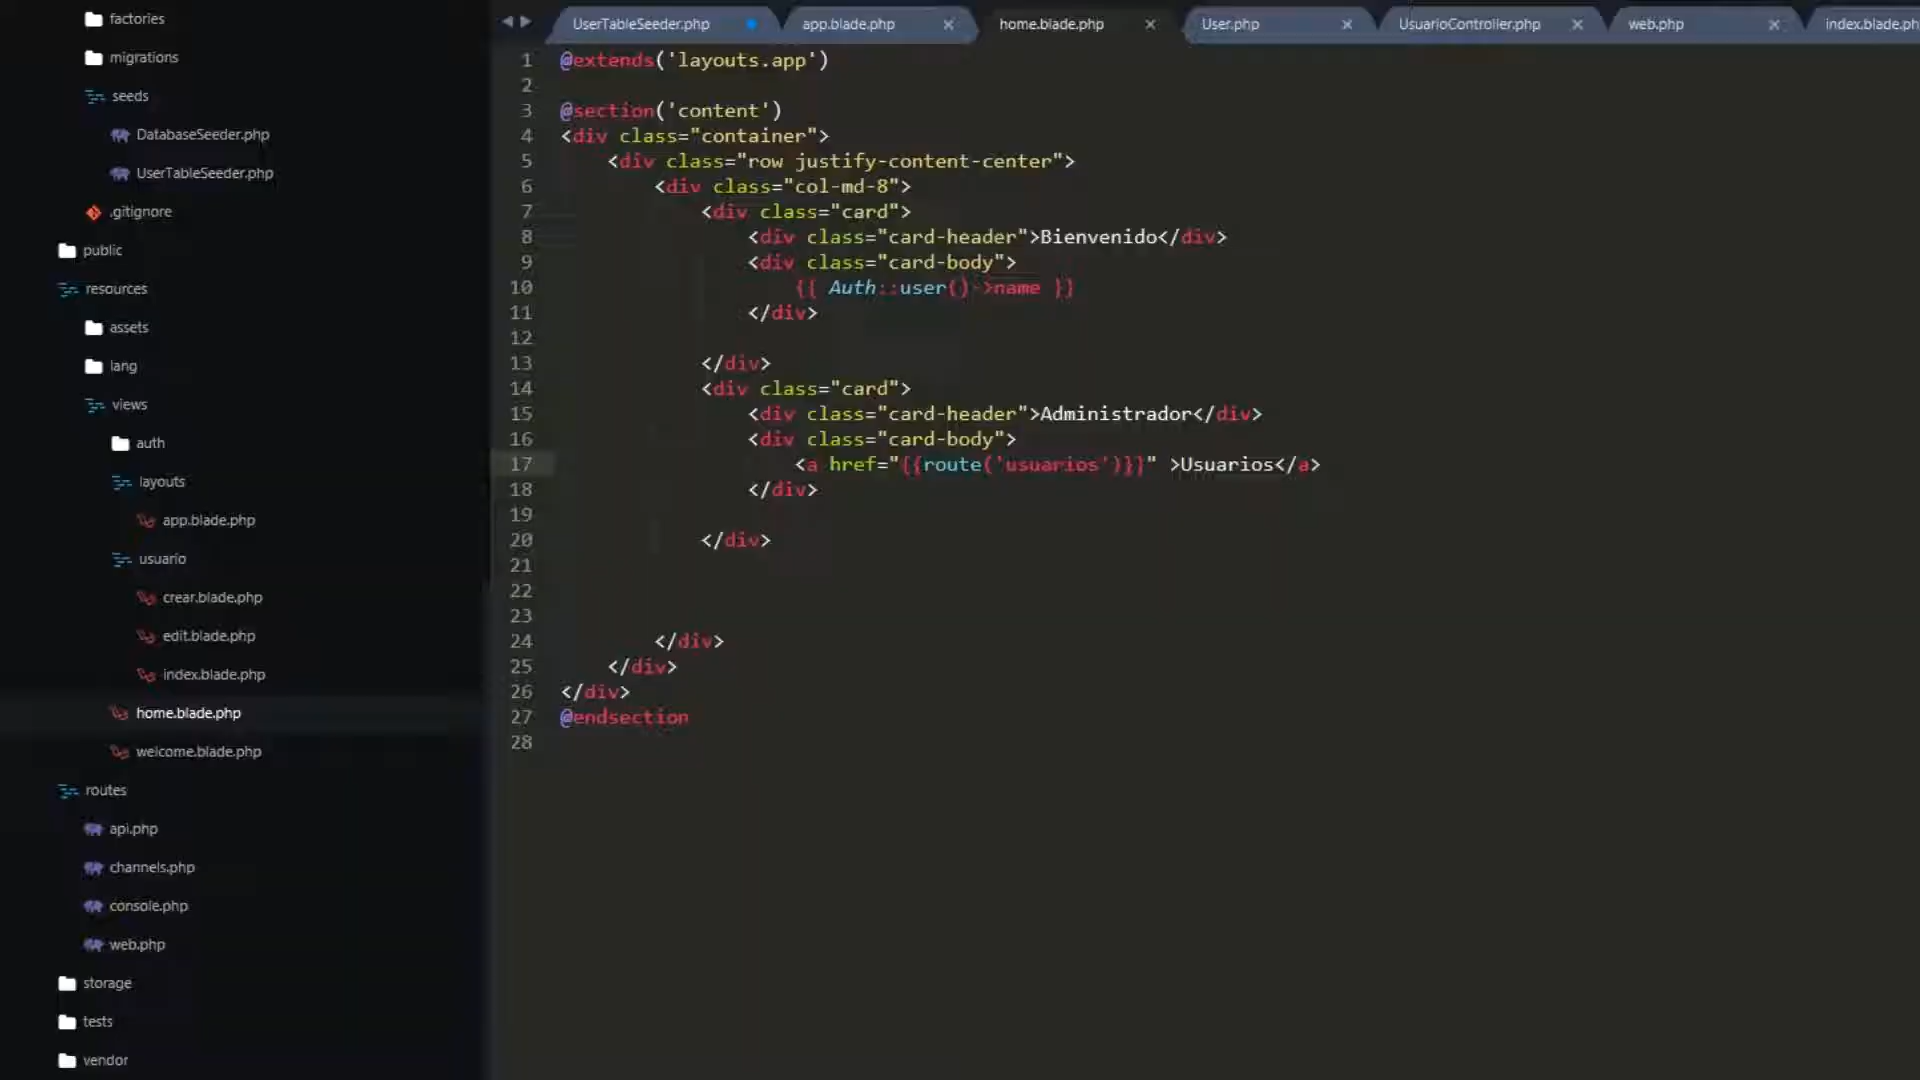 factories
migrations
seeds
DatabaseSeeder.php
UserTableSeeder.php
.gitignore
public
resources
assets
lang
views
auth
layouts
app.blade.php
usuario
crear.blade.php
edit.blade.php
index.blade.php
home.blade.php
welcome.blade.php
routes
api.php
channels.php
console.php
web.php
storage
tests
vendor
UserTableSeeder.php app.blade.php home.blade.php User.php UsuarioController.php web.php index.blade.ph
1 @extends('layouts.app')
2
3 @section('content')
4 <div class="container">
5 <div class="row justify-content-center">
6 <div class="col-md-8">
7 <div class="card">
8 <div class="card-header">Bienvenido</div>
9 <div class="card-body">
10 {{ Auth::user()->name }}
11 </div>
12
13 </div>
14 <div class="card">
15 <div class="card-header">Administrador</div>
16 <div class="card-body">
17 <a href="{{route('usuarios')}}" >Usuarios</a>
18 </div>
19
20 </div>
21
22
23
24 </div>
25 </div>
26 </div>
27 @endsection
28